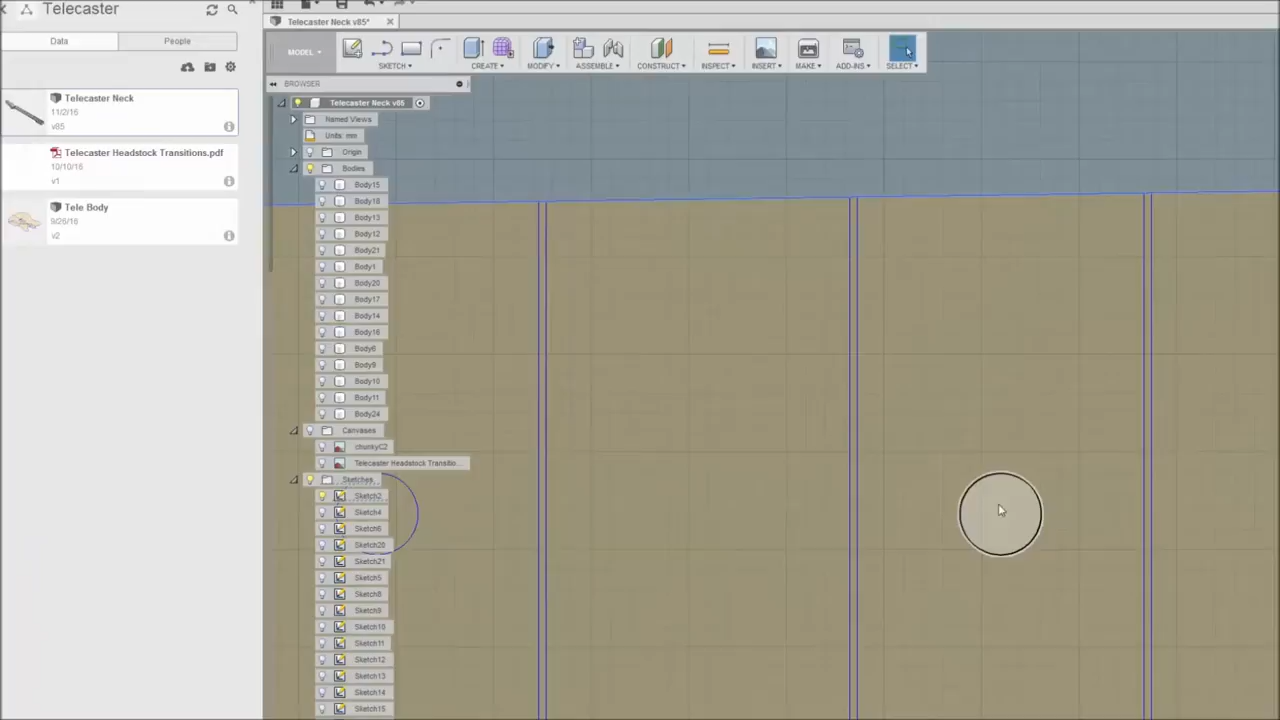 Telecaster
Telecaster Neck v85*
Data
People
MODEL
SKETCH
CREATE
MODIFY
ASSEMBLE
CONSTRUCT
INSPECT
INSERT
MAKE
ADD-INS
SELECT
BROWSER
Telecaster Neck
11/2/16
v85
Telecaster Headstock Transitions.pdf
10/10/16
v1
Tele Body
9/26/16
v2
Telecaster Neck v85
Named Views
Units: mm
Origin
Bodies
Body15
Body18
Body13
Body12
Body21
Body1
Body20
Body17
Body14
Body16
Body6
Body9
Body10
Body11
Body24
Canvases
chunkyC2
Telecaster Headstock Transitio...
Sketches
Sketch2
Sketch4
Sketch6
Sketch20
Sketch21
Sketch5
Sketch8
Sketch9
Sketch10
Sketch11
Sketch12
Sketch13
Sketch14
Sketch15